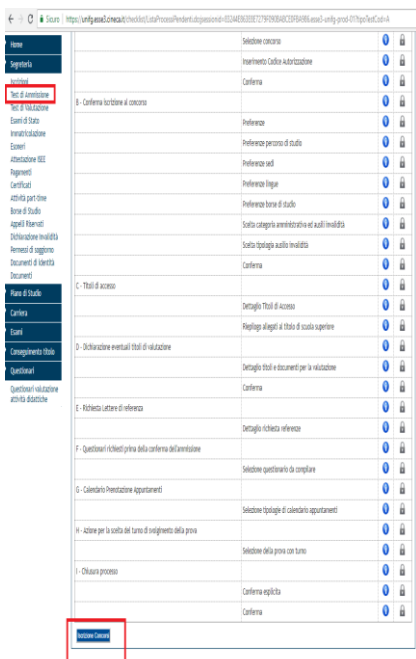 Sicuro | https://unifg.esse3.cineca.it
Home
Segreteria
Iscrizioni
Test di Ammissione
Test di Valutazione
Esami di Stato
Immatricolazione
Esoneri
Attestazione ISEE
Pagamenti
Certificati
Attività part-time
Borse di Studio
Appelli Riservati
Dichiarazione Invalidità
Permessi di soggiorno
Documenti di Identità
Documenti
Piano di Studio
Carriera
Esami
Conseguimento titolo
Questionari
Questionari valutazione
attività didattiche
Selezione concorso
Inserimento Codice Autorizzazione
Conferma
B - Conferma iscrizione al concorso
Preferenze
Preferenze percorso di studio
Preferenze sedi
Preferenze lingue
Preferenze borse di studio
Scelta categoria amministrativa ed ausili invalidità
Scelta tipologia ausilio invalidità
Conferma
C - Titoli di accesso
Dettaglio Titoli di Accesso
Riepilogo allegati al titolo di scuola superiore
D - Dichiarazione eventuali titoli di valutazione
Dettaglio titoli e documenti per la valutazione
Conferma
E - Richiesta Lettere di referenza
Dettaglio richiesta referenze
F - Questionari richiesti prima della conferma dell'ammissione
Selezione questionario da compilare
G - Calendario Prenotazione Appuntamenti
Selezione tipologie di calendario appuntamenti
H - Azione per la scelta del turno di svolgimento della prova
Selezione della prova con turno
I - Chiusura processo
Conferma esplicita
Conferma
Iscrizione Concorsi